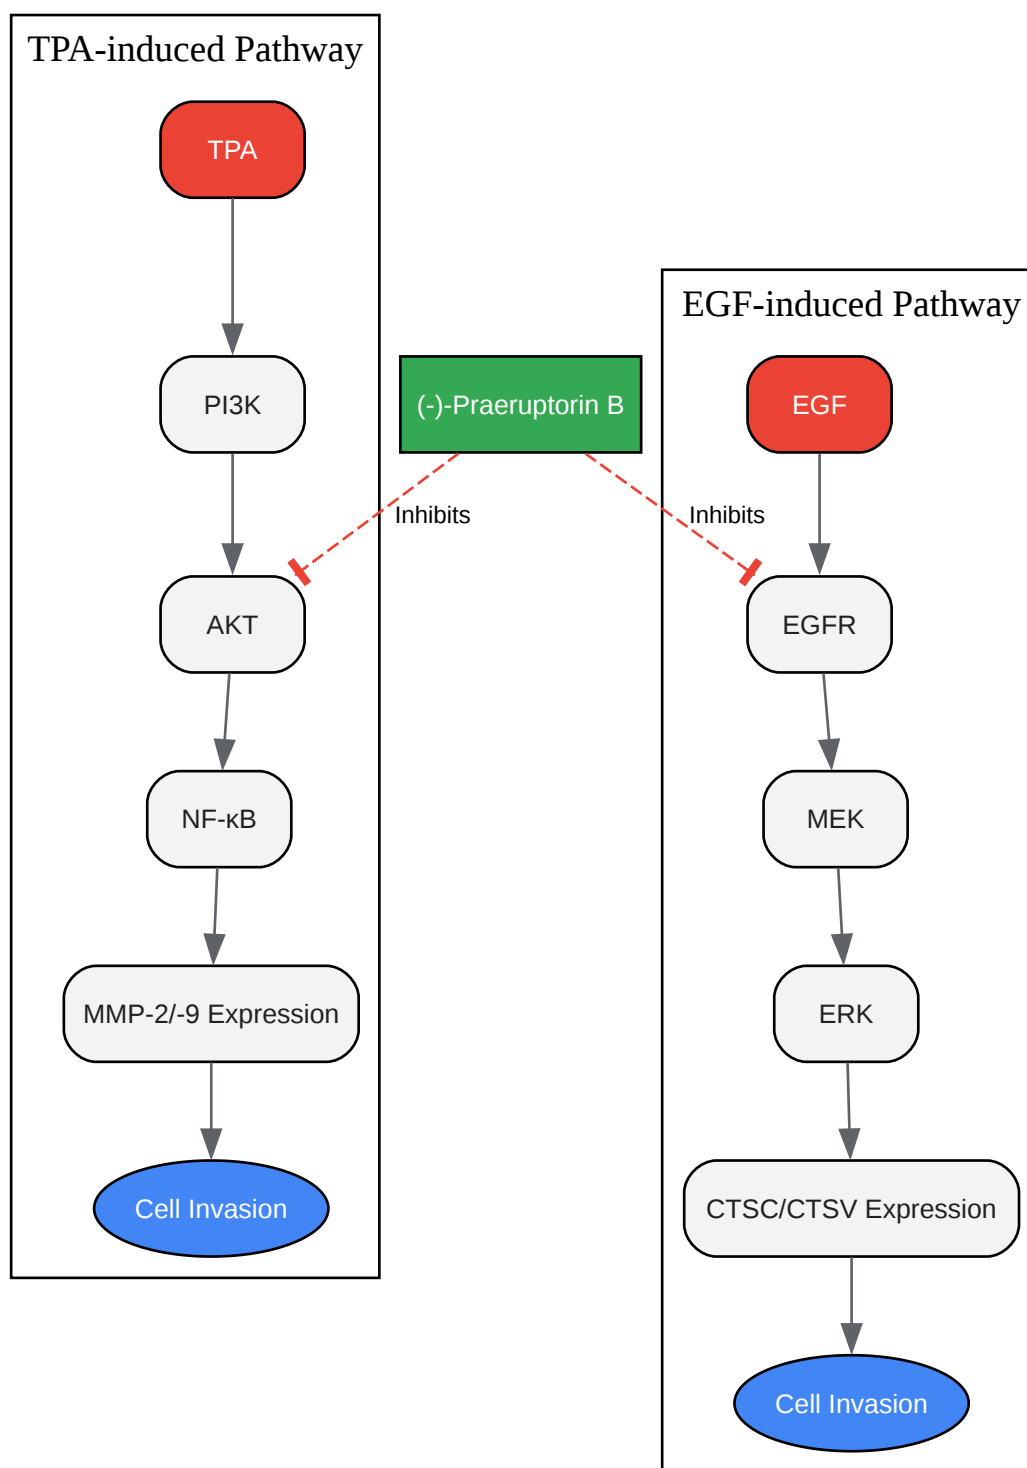 TPA-induced Pathway
TPA
PI3K
AKT
NF-κB
MMP-2/-9 Expression
Cell Invasion
(-)-Praeruptorin B
Inhibits
Inhibits
EGF-induced Pathway
EGF
EGFR
MEK
ERK
CTSC/CTSV Expression
Cell Invasion